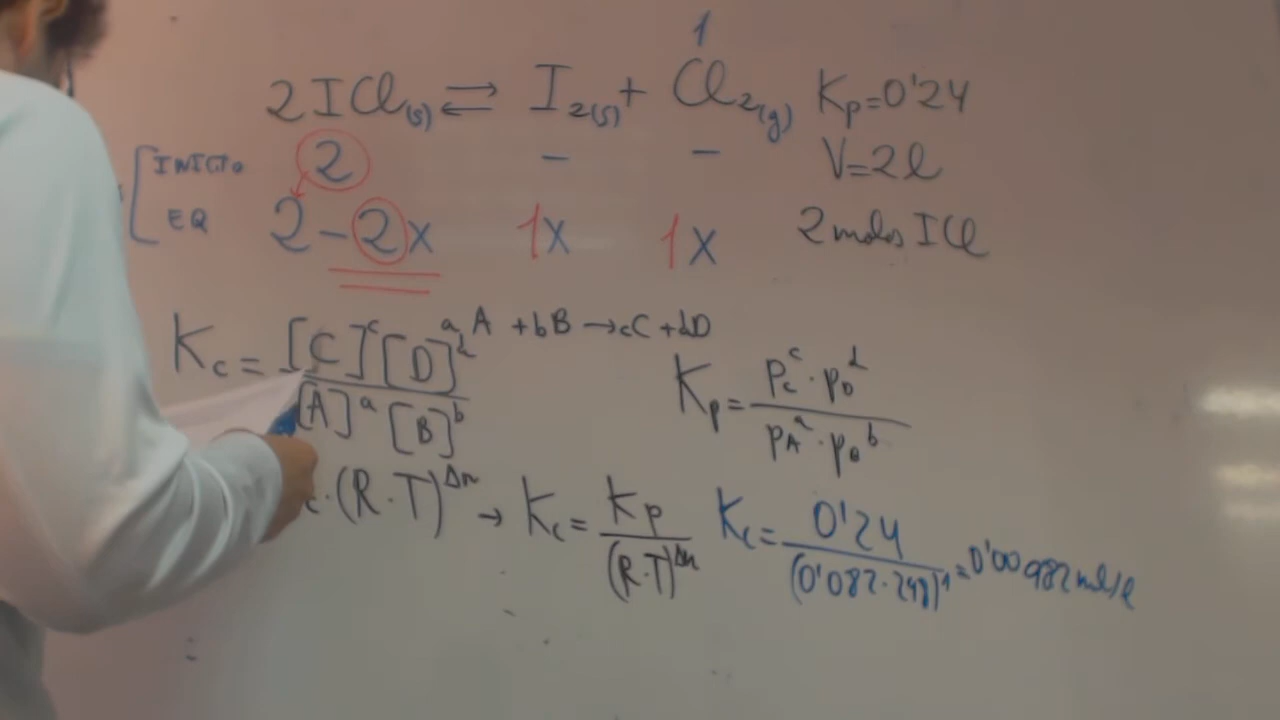 1
2ICl(s) ⇄ I2(s) + Cl2(g) Kp=0'24
INICIO 2 – – V=2l
EQ 2–2x 1x 1x 2 moles ICl
aA + bB → cC + dD
Kc = [C]^c [D]^d / [A]^a [B]^b
Kp = pC^c · pD^d / pA^a · pB^b
c·(R·T)^Δn → Kc = Kp / (R·T)^Δn
Kc = 0'24 / (0'082·298)^1 = 0'00982 mol/l
=